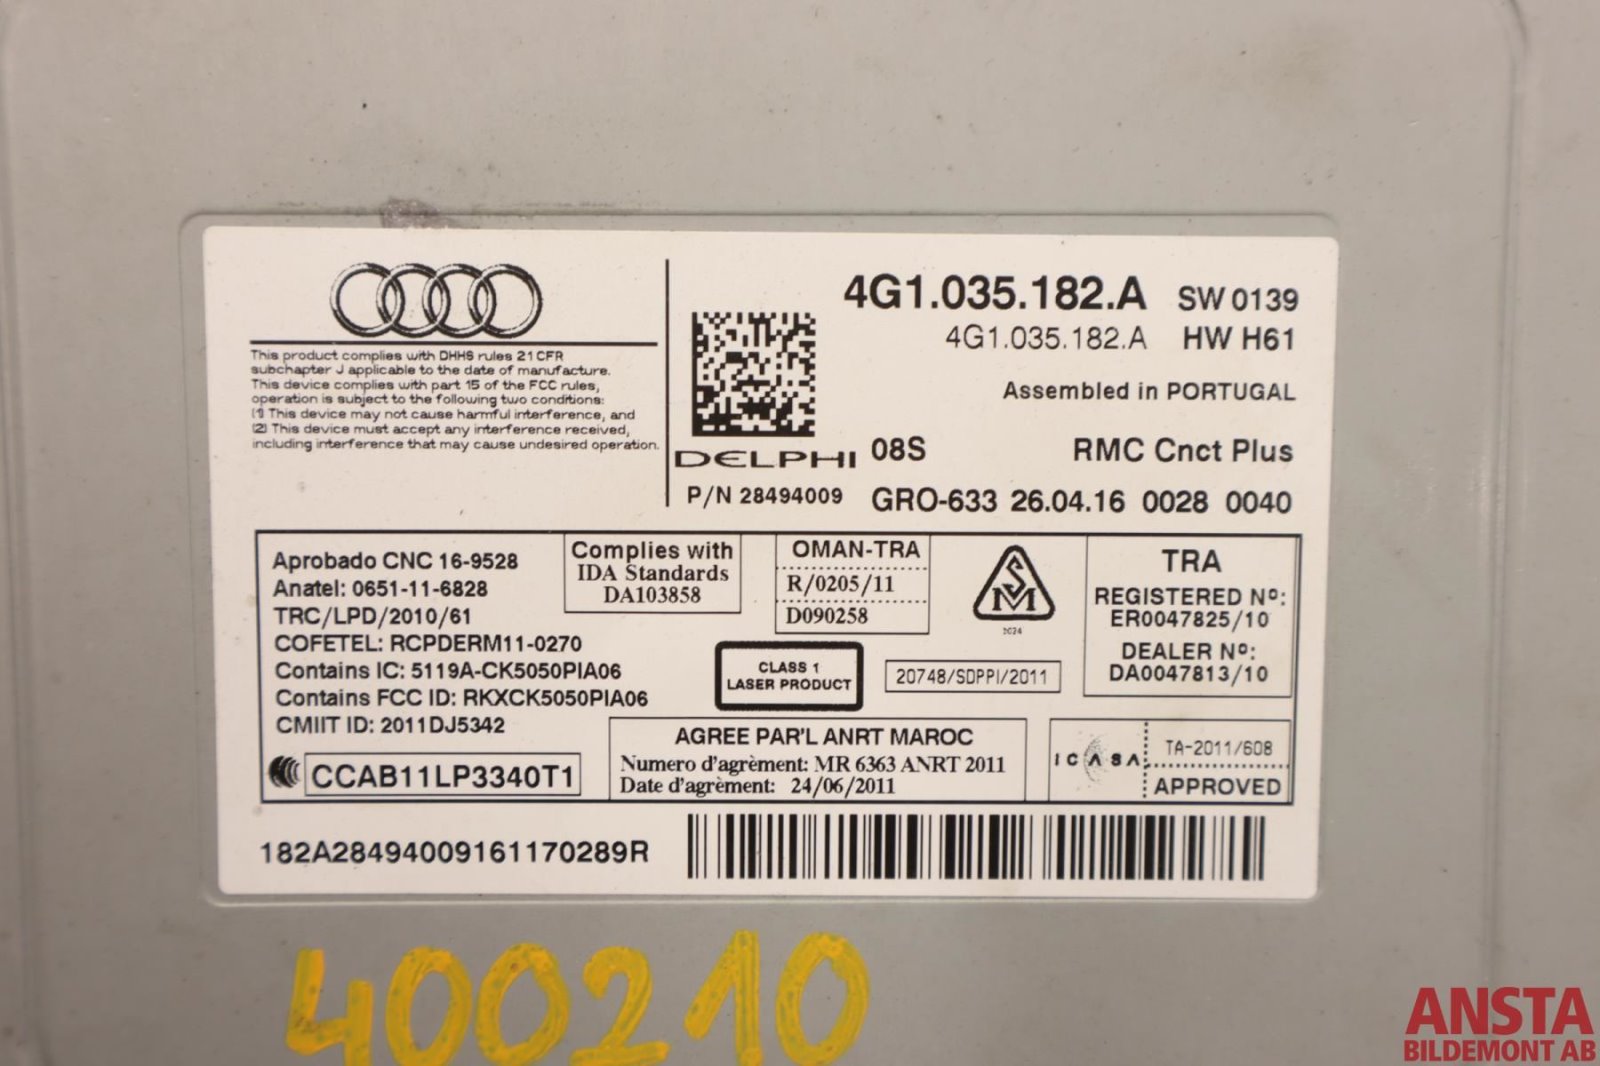 This product complies with DHHS rules 21 CFR
subchapter J applicable to the date of manufacture.
This device complies with part 15 of the FCC rules,
operation is subject to the following two conditions:
(1) This device may not cause harmful interference, and
(2) This device must accept any interference received,
including interference that may cause undesired operation.
4G1.035.182.A SW 0139
4G1.035.182.A HW H61
Assembled in PORTUGAL
DELPHI 08S RMC Cnct Plus
P/N 28494009 GRO-633 26.04.16 0028 0040
Aprobado CNC 16-9528
Anatel: 0651-11-6828
TRC/LPD/2010/61
COFETEL: RCPDERM11-0270
Contains IC: 5119A-CK5050PIA06
Contains FCC ID: RKXCK5050PIA06
CMIIT ID: 2011DJ5342
CCAB11LP3340T1
Complies with
IDA Standards
DA103858
OMAN-TRA
R/0205/11
D090258
SM
TRA
REGISTERED Nº:
ER0047825/10
DEALER Nº:
DA0047813/10
CLASS 1
LASER PRODUCT
20748/SDPPI/2011
AGREE PAR'L ANRT MAROC
Numero d'agrèment: MR 6363 ANRT 2011
Date d'agrèment: 24/06/2011
ICASA
TA-2011/608
APPROVED
182A28494009161170289R
400210
ANSTA
BILDEMONT AB